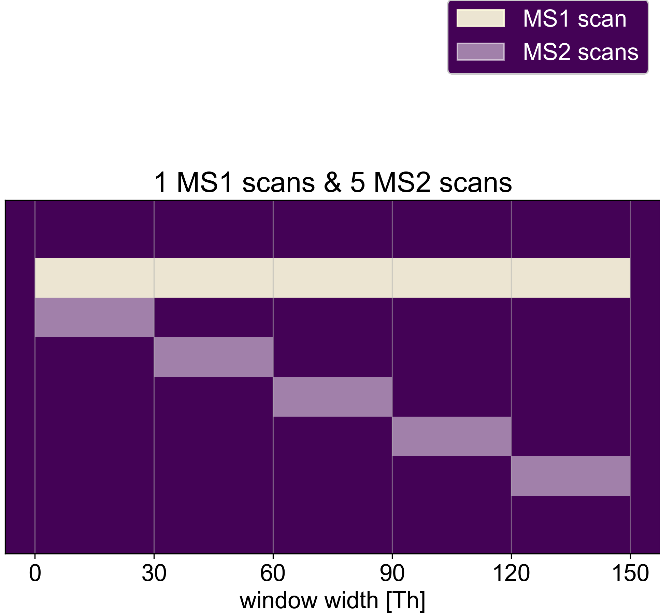 MS1 scan
MS2 scans
1 MS1 scans & 5 MS2 scans
0 30 60 90 120 150
window width [Th]